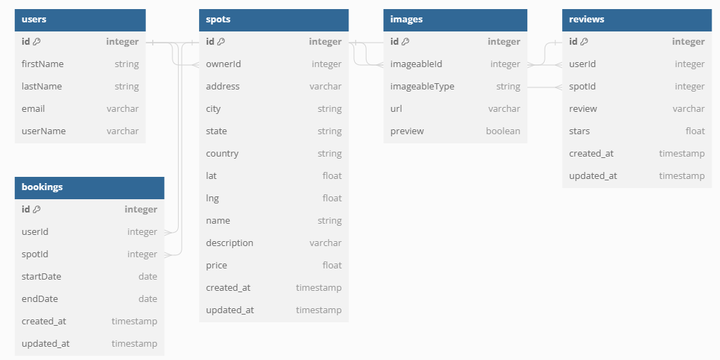 users
id integer
firstName string
lastName string
email varchar
userName varchar
bookings
id integer
userId integer
spotId integer
startDate date
endDate date
created_at timestamp
updated_at timestamp
spots
id integer
ownerId integer
address varchar
city string
state string
country string
lat float
lng float
name string
description varchar
price float
created_at timestamp
updated_at timestamp
images
id integer
imageableId integer
imageableType string
url varchar
preview boolean
reviews
id integer
userId integer
spotId integer
review varchar
stars float
created_at timestamp
updated_at timestamp